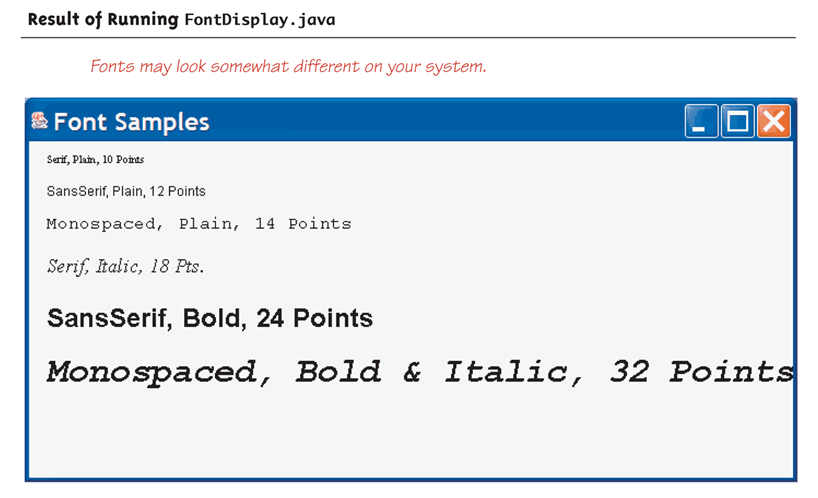 Result of Running FontDisplay.java
Fonts may look somewhat different on your system.
Font Samples
Serif, Plain, 10 Points
SansSerif, Plain, 12 Points
Monospaced, Plain, 14 Points
Serif, Italic, 18 Pts.
SansSerif, Bold, 24 Points
Monospaced, Bold & Italic, 32 Points